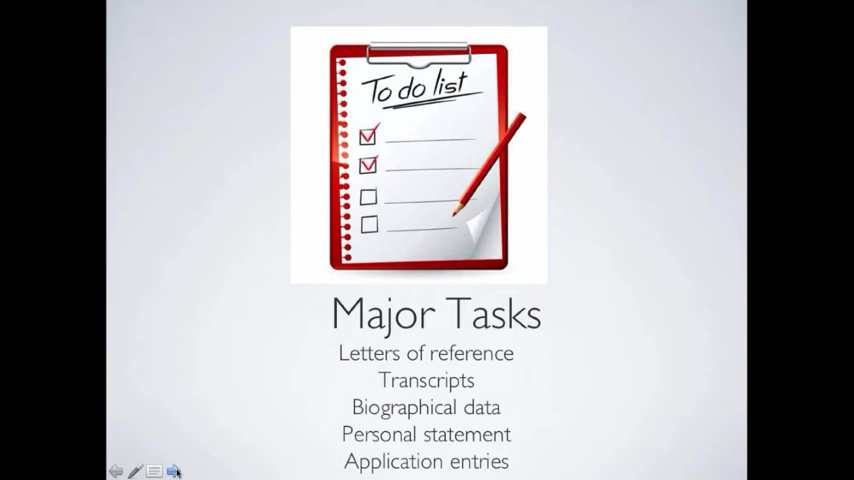 To do list
Major Tasks
Letters of reference
Transcripts
Biographical data
Personal statement
Application entries